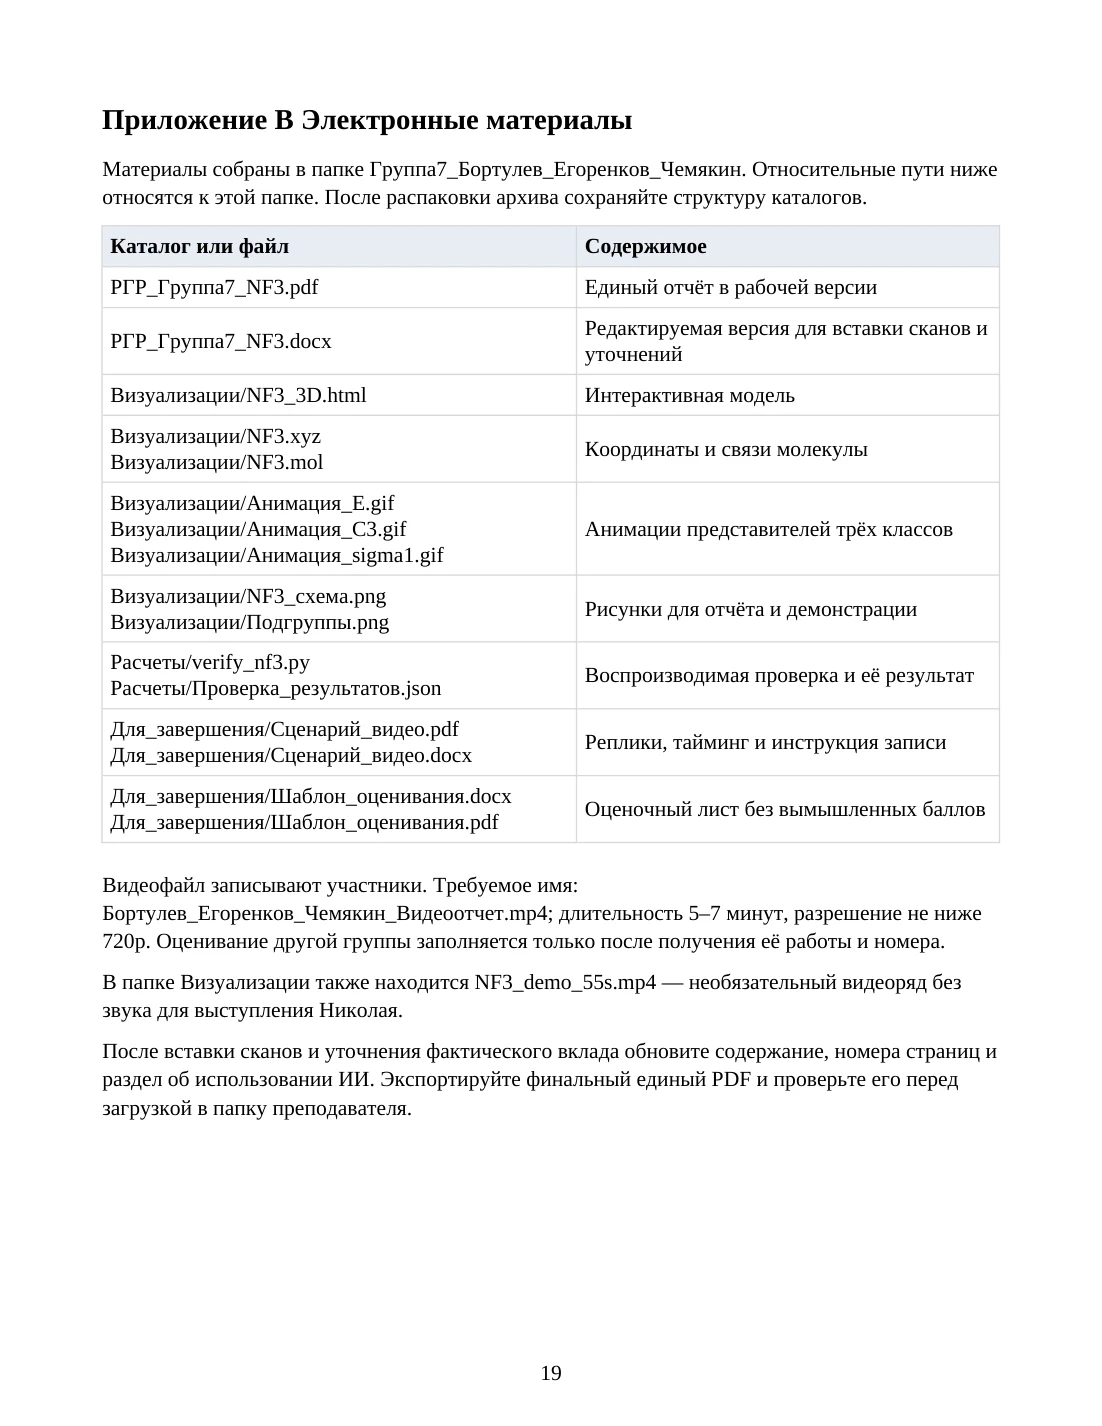 Приложение В Электронные материалы
Материалы собраны в папке Группа7_Бортулев_Егоренков_Чемякин. Относительные пути ниже
относятся к этой папке. После распаковки архива сохраняйте структуру каталогов.
Каталог или файл
Содержимое
РГР_Группа7_NF3.pdf
Единый отчёт в рабочей версии
РГР_Группа7_NF3.docx
Редактируемая версия для вставки сканов и
уточнений
Визуализации/NF3_3D.html
Интерактивная модель
Визуализации/NF3.xyz
Визуализации/NF3.mol
Координаты и связи молекулы
Визуализации/Анимация_E.gif
Визуализации/Анимация_C3.gif
Визуализации/Анимация_sigma1.gif
Анимации представителей трёх классов
Визуализации/NF3_схема.png
Визуализации/Подгруппы.png
Рисунки для отчёта и демонстрации
Расчеты/verify_nf3.py
Расчеты/Проверка_результатов.json
Воспроизводимая проверка и её результат
Для_завершения/Сценарий_видео.pdf
Для_завершения/Сценарий_видео.docx
Реплики, тайминг и инструкция записи
Для_завершения/Шаблон_оценивания.docx
Для_завершения/Шаблон_оценивания.pdf
Оценочный лист без вымышленных баллов
Видеофайл записывают участники. Требуемое имя:
Бортулев_Егоренков_Чемякин_Видеоотчет.mp4; длительность 5–7 минут, разрешение не ниже
720p. Оценивание другой группы заполняется только после получения её работы и номера.
В папке Визуализации также находится NF3_demo_55s.mp4 — необязательный видеоряд без
звука для выступления Николая.
После вставки сканов и уточнения фактического вклада обновите содержание, номера страниц и
раздел об использовании ИИ. Экспортируйте финальный единый PDF и проверьте его перед
загрузкой в папку преподавателя.
19